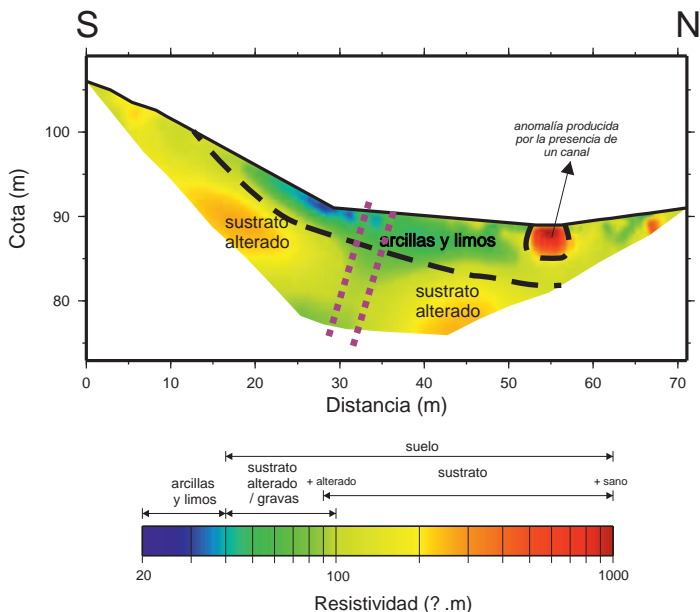 S
N
Cota (m)
100
90
80
anomalía producida
por la presencia de
un canal
sustrato
alterado
arcillas y limos
sustrato
alterado
0
10
20
30
40
50
60
70
Distancia (m)
suelo
sustrato
alterado
/ gravas
+ alterado
sustrato
+ sano
arcillas
y limos
20
100
1000
Resistividad (? .m)